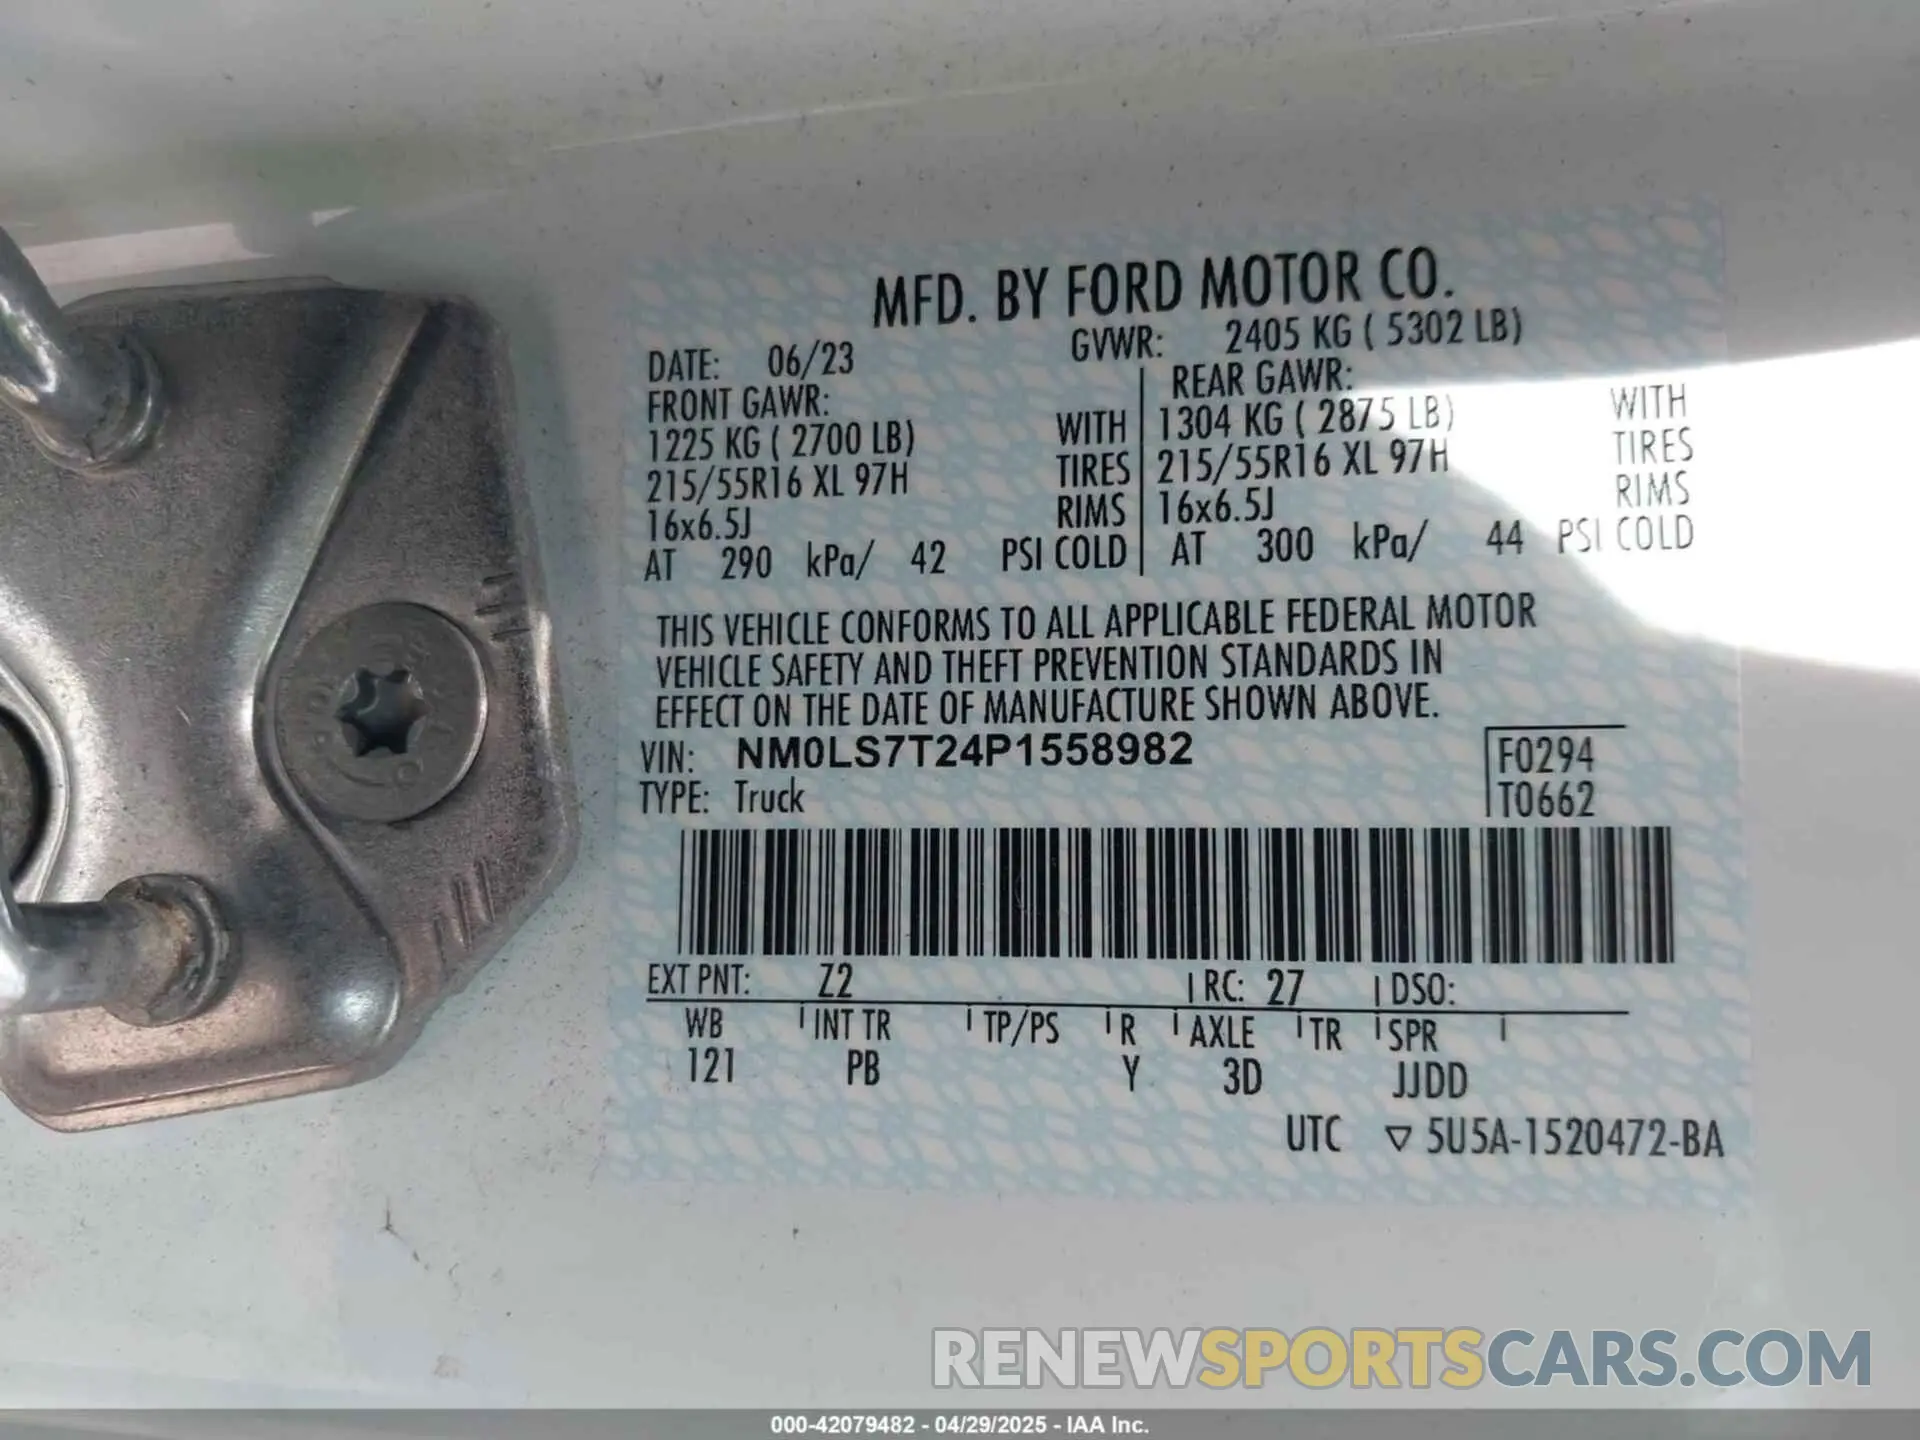 MFD. BY FORD MOTOR CO.
DATE: 06/23 GVWR: 2405 KG ( 5302 LB)
FRONT GAWR: REAR GAWR:
1225 KG ( 2700 LB) WITH 1304 KG ( 2875 LB) WITH
215/55R16 XL 97H TIRES 215/55R16 XL 97H TIRES
16x6.5J RIMS 16x6.5J RIMS
AT 290 kPa/ 42 PSI COLD AT 300 kPa/ 44 PSI COLD
THIS VEHICLE CONFORMS TO ALL APPLICABLE FEDERAL MOTOR
VEHICLE SAFETY AND THEFT PREVENTION STANDARDS IN
EFFECT ON THE DATE OF MANUFACTURE SHOWN ABOVE.
VIN: NM0LS7T24P1558982 F0294
TYPE: Truck T0662
EXT PNT: Z2 RC: 27 DSO:
WB INT TR TP/PS R AXLE TR SPR
121 PB Y 3D JJDD
UTC ▽ 5U5A-1520472-BA
RENEWSPORTSCARS.COM
000-42079482 - 04/29/2025 - IAA Inc.